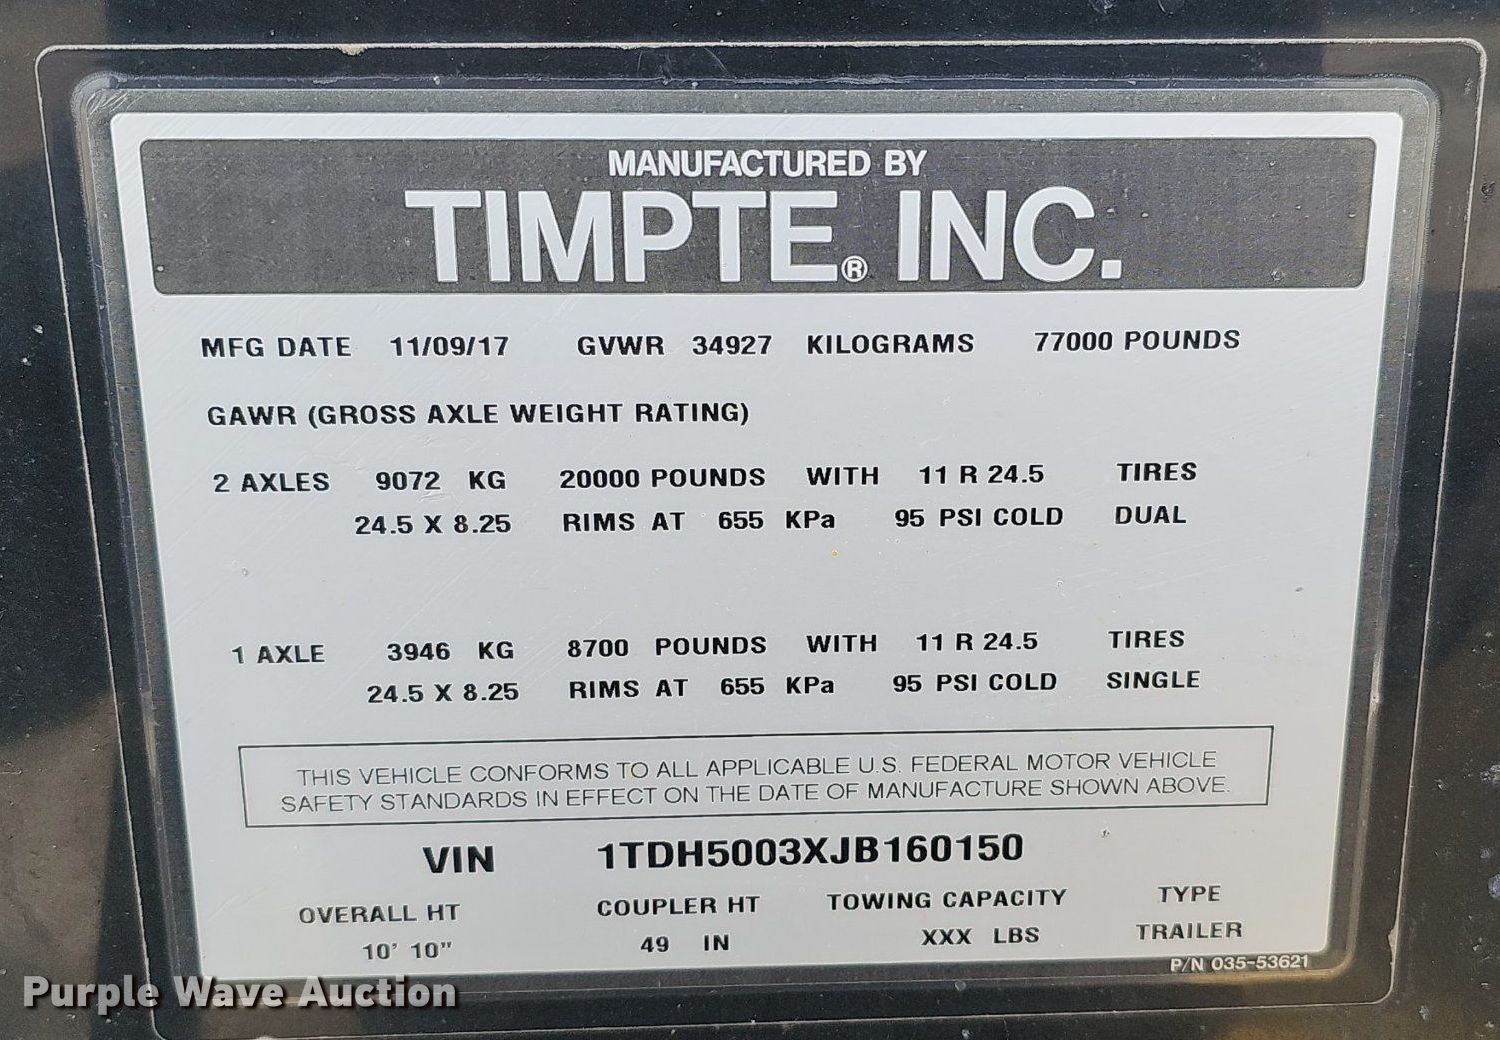 MANUFACTURED BY
TIMPTE® INC.
MFG DATE 11/09/17 GVWR 34927 KILOGRAMS 77000 POUNDS
GAWR (GROSS AXLE WEIGHT RATING)
2 AXLES 9072 KG 20000 POUNDS WITH 11 R 24.5 TIRES
24.5 X 8.25 RIMS AT 655 KPa 95 PSI COLD DUAL
1 AXLE 3946 KG 8700 POUNDS WITH 11 R 24.5 TIRES
24.5 X 8.25 RIMS AT 655 KPa 95 PSI COLD SINGLE
THIS VEHICLE CONFORMS TO ALL APPLICABLE U.S. FEDERAL MOTOR VEHICLE
SAFETY STANDARDS IN EFFECT ON THE DATE OF MANUFACTURE SHOWN ABOVE.
VIN 1TDH5003XJB160150
OVERALL HT COUPLER HT TOWING CAPACITY TYPE
10' 10" 49 IN XXX LBS TRAILER
P/N 035-53621
Purple Wave Auction